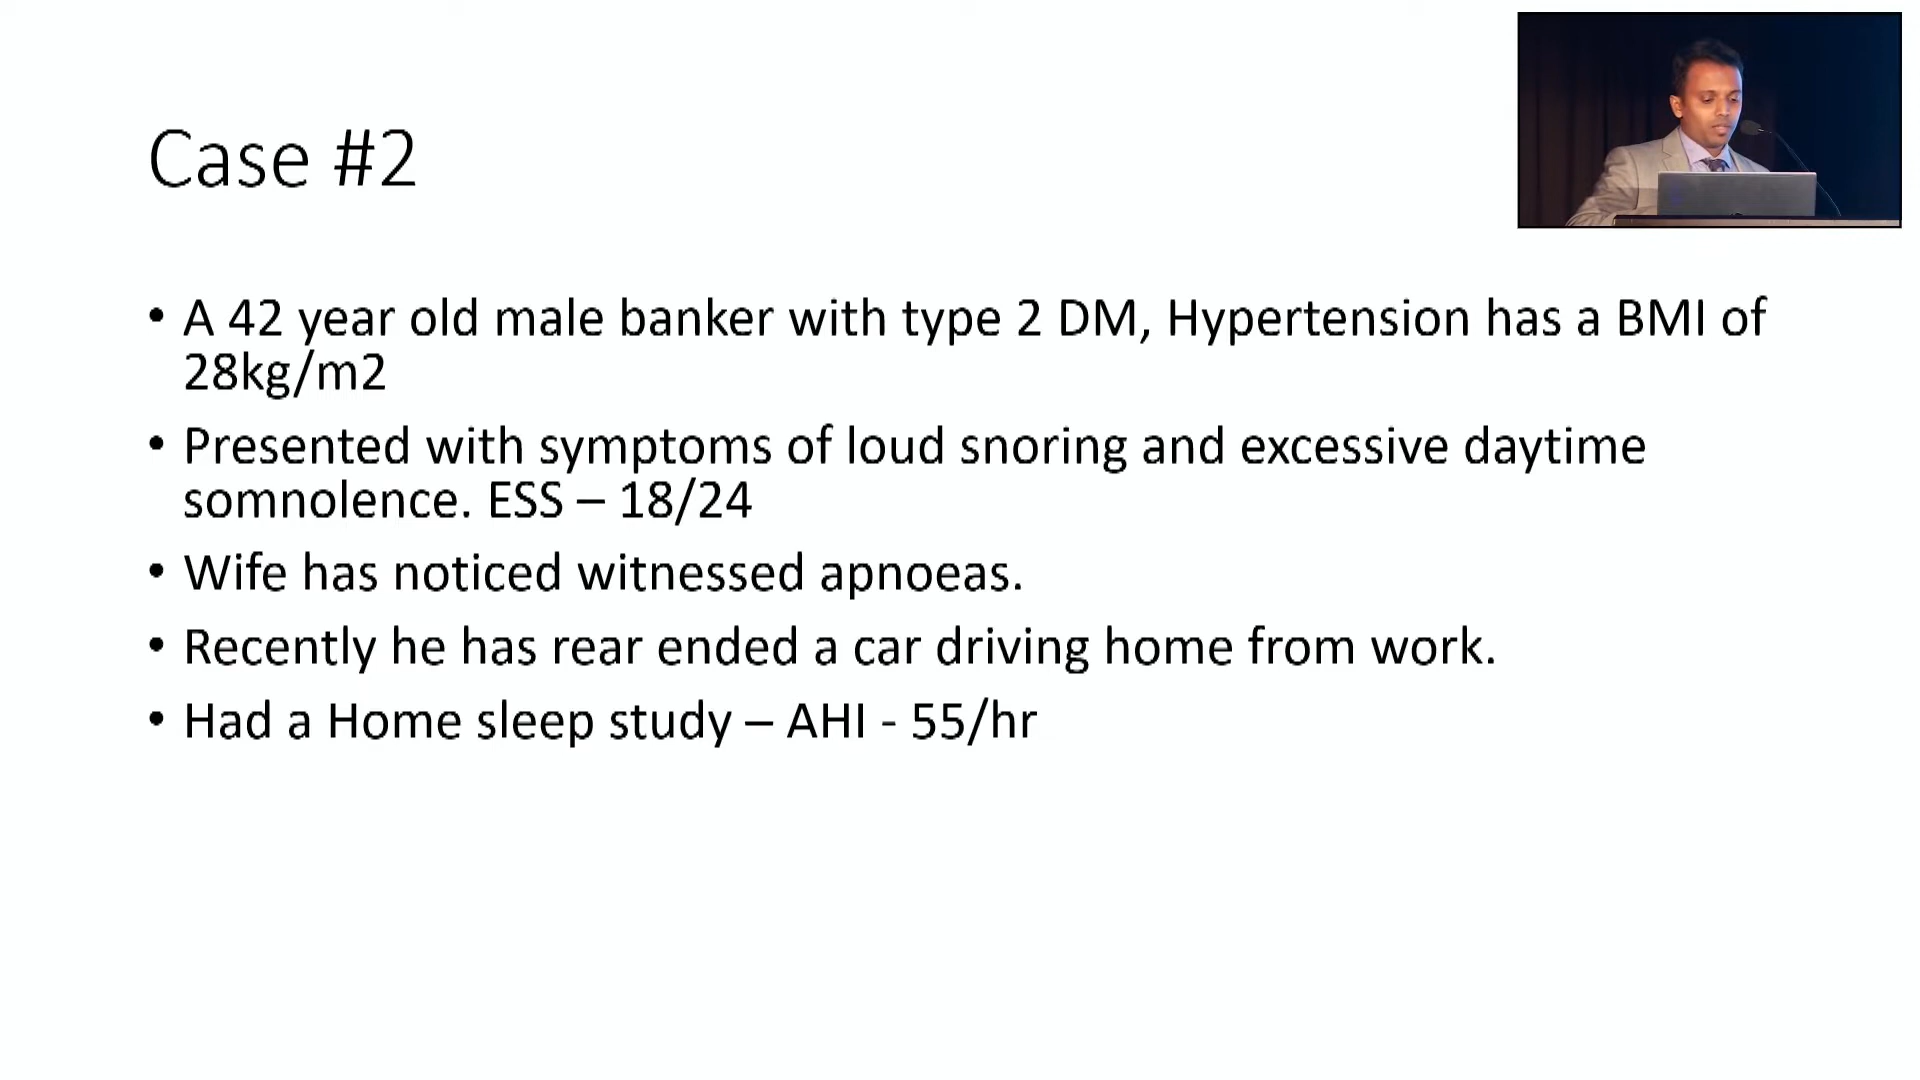 Case #2
• A 42 year old male banker with type 2 DM, Hypertension has a BMI of
28kg/m2
• Presented with symptoms of loud snoring and excessive daytime
somnolence. ESS – 18/24
• Wife has noticed witnessed apnoeas.
• Recently he has rear ended a car driving home from work.
• Had a Home sleep study – AHI - 55/hr